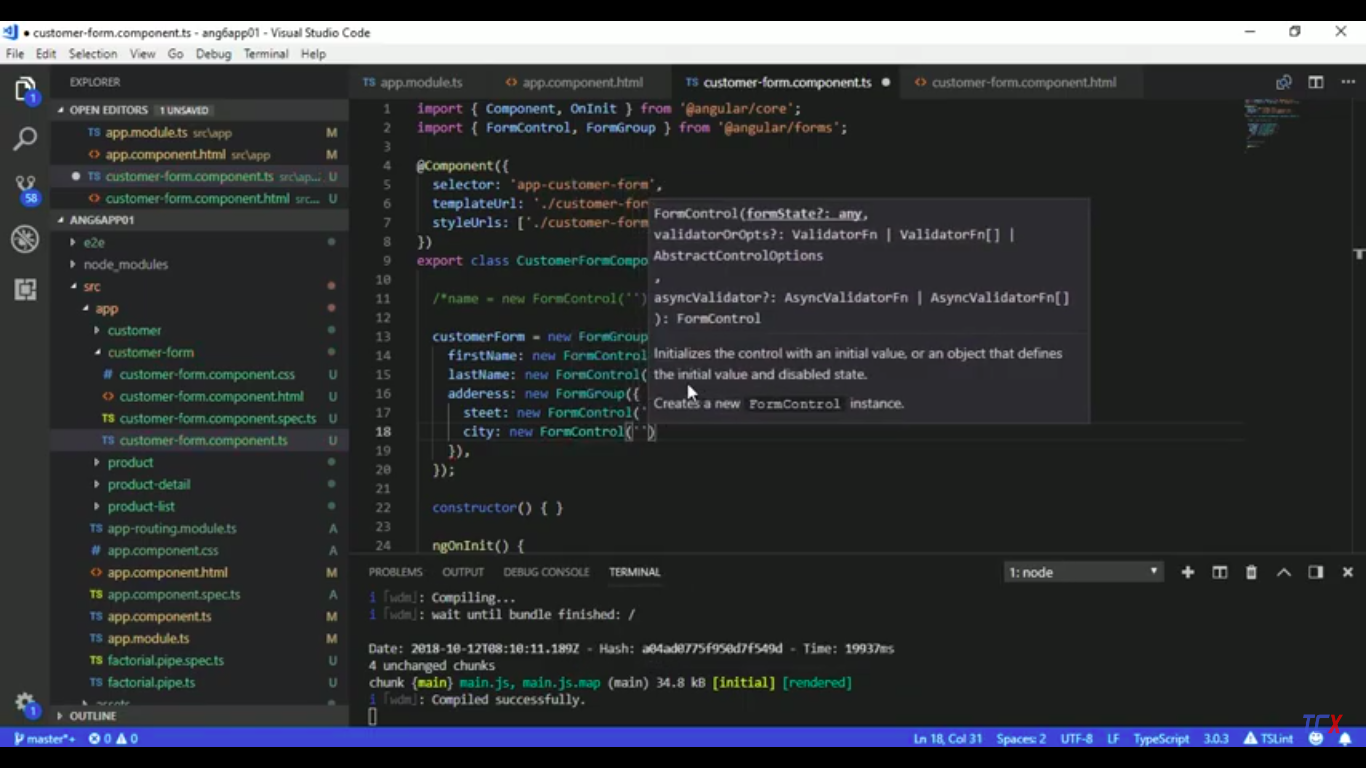 ● customer-form.component.ts - ang6app01 - Visual Studio Code
File Edit Selection View Go Debug Terminal Help
EXPLORER
OPEN EDITORS 1 UNSAVED
TS app.module.ts src\app M
<> app.component.html src\app M
● TS customer-form.component.ts src\ap... U
<> customer-form.component.html src... U
ANG6APP01
e2e
node_modules
src
app
customer
customer-form
# customer-form.component.css U
<> customer-form.component.html U
TS customer-form.component.spec.ts U
TS customer-form.component.ts U
product
product-detail
product-list
TS app-routing.module.ts A
# app.component.css A
<> app.component.html M
TS app.component.spec.ts A
TS app.component.ts M
TS app.module.ts M
TS factorial.pipe.spec.ts U
TS factorial.pipe.ts U
OUTLINE
1
58
1
TS app.module.ts <> app.component.html TS customer-form.component.ts ● <> customer-form.component.html
1 import { Component, OnInit } from '@angular/core';
2 import { FormControl, FormGroup } from '@angular/forms';
3
4 @Component({
5 selector: 'app-customer-form',
6 templateUrl: './customer-for
7 styleUrls: ['./customer-form
8 })
9 export class CustomerFormCompo
10
11 /*name = new FormControl('')
12
13 customerForm = new FormGroup
14 firstName: new FormControl
15 lastName: new FormControl(
16 adderess: new FormGroup({
17 steet: new FormControl('
18 city: new FormControl('')
19 }),
20 });
21
22 constructor() { }
23
24 ngOnInit() {
FormControl(formState?: any,
validatorOrOpts?: ValidatorFn | ValidatorFn[] |
AbstractControlOptions
,
asyncValidator?: AsyncValidatorFn | AsyncValidatorFn[]
): FormControl
Initializes the control with an initial value, or an object that defines
the initial value and disabled state.
Creates a new FormControl instance.
PROBLEMS OUTPUT DEBUG CONSOLE TERMINAL 1: node
i ｢wdm｣: Compiling...
i ｢wdm｣: wait until bundle finished: /
Date: 2018-10-12T08:10:11.189Z - Hash: a04ad0775f950d7f549d - Time: 19937ms
4 unchanged chunks
chunk {main} main.js, main.js.map (main) 34.8 kB [initial] [rendered]
i ｢wdm｣: Compiled successfully.
TCX
master*+ 0 0 Ln 18, Col 31 Spaces: 2 UTF-8 LF TypeScript 3.0.3 TSLint